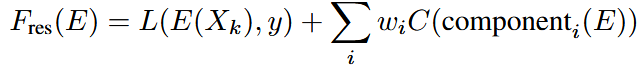 F_res(E) = L(E(X_k), y) + ∑_i w_i C(component_i(E))